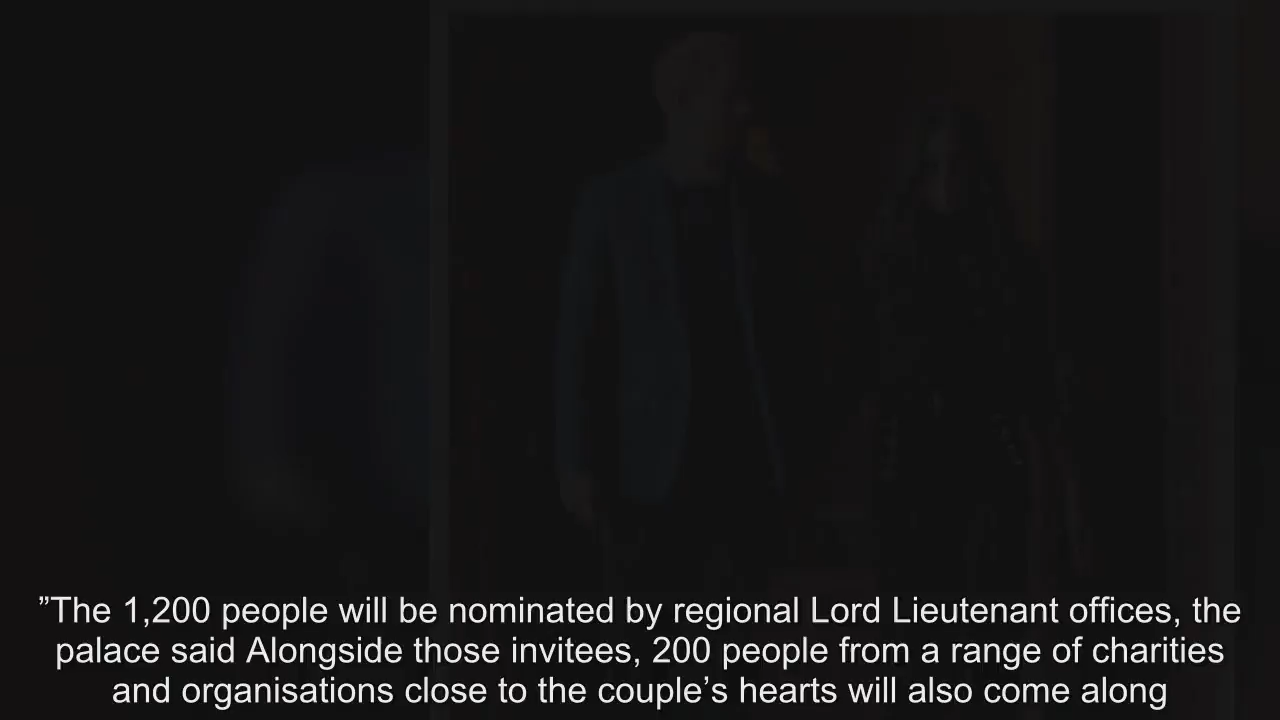 ”The 1,200 people will be nominated by regional Lord Lieutenant offices, the
palace said Alongside those invitees, 200 people from a range of charities
and organisations close to the couple’s hearts will also come along